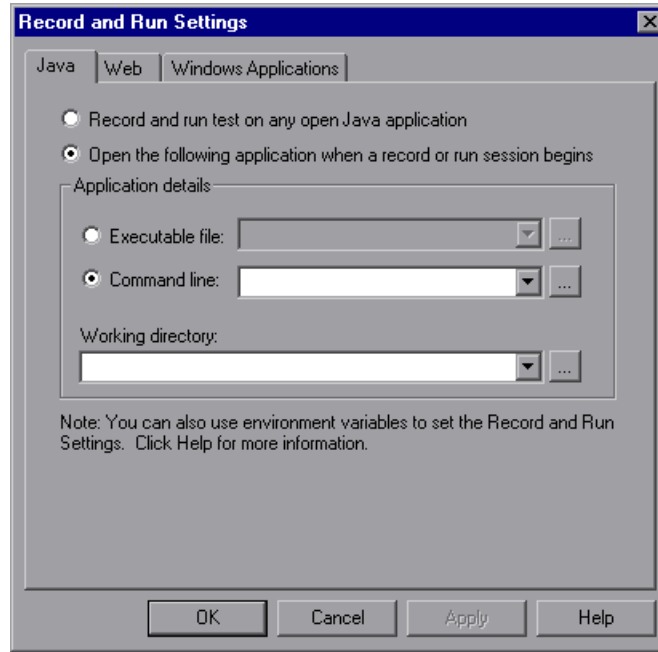 Record and Run Settings
Java Web Windows Applications
Record and run test on any open Java application
Open the following application when a record or run session begins
Application details
Executable file: ...
Command line: ...
Working directory:
...
Note: You can also use environment variables to set the Record and Run
Settings. Click Help for more information.
OK Cancel Apply Help